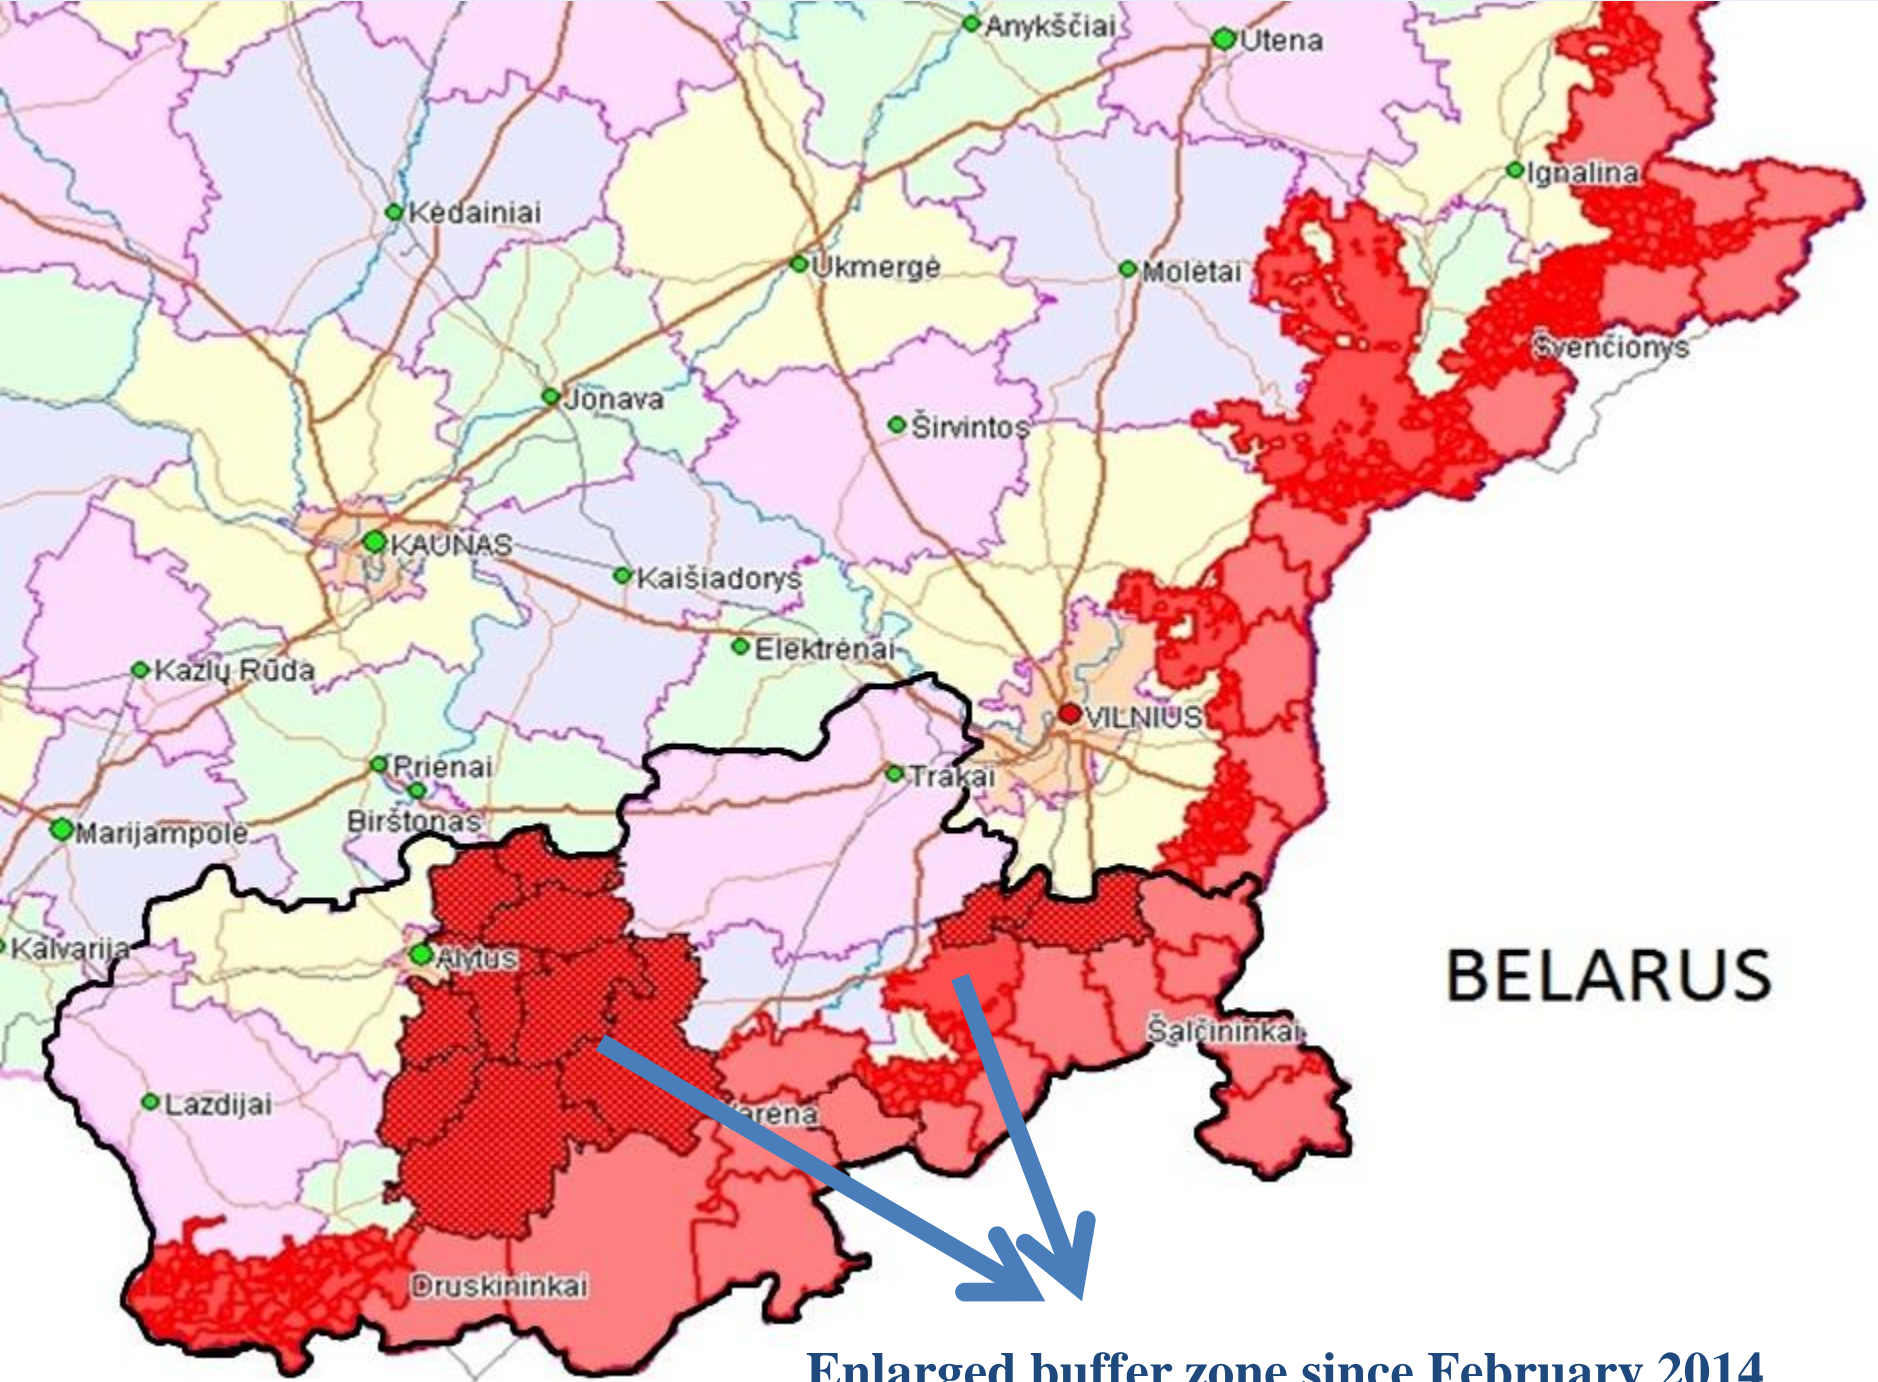 Anykščiai
Utena
Ignalina
Kėdainiai
Ukmergė
Molėtai
Švenčionys
Jonava
Širvintos
KAUNAS
Kaišiadorys
Elektrėnai
Kazlų Rūda
VILNIUS
Prienai
Trakai
Birštonas
Marijampolė
Kalvarija
Alytus
BELARUS
Šalčininkai
Lazdijai
Varėna
Druskininkai
Enlarged buffer zone since February 2014